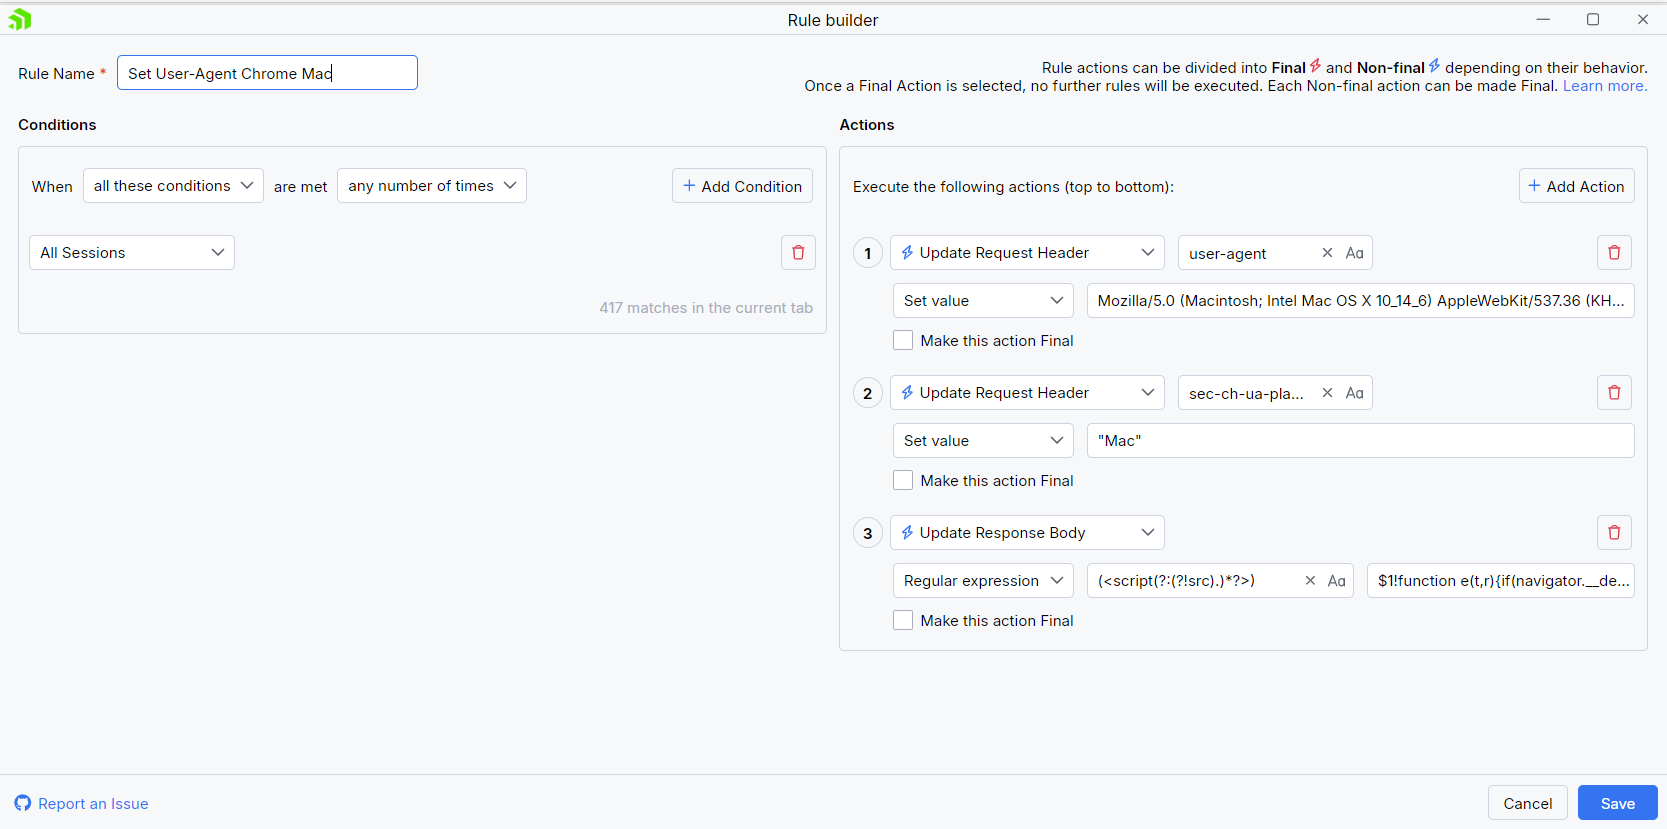 Rule builder
Rule Name *
Set User-Agent Chrome Mac
Rule actions can be divided into Final and Non-final depending on their behavior.
Once a Final Action is selected, no further rules will be executed. Each Non-final action can be made Final. Learn more.
Conditions
When all these conditions are met any number of times + Add Condition
All Sessions
417 matches in the current tab
Actions
Execute the following actions (top to bottom): + Add Action
1 Update Request Header user-agent Aa
Set value Mozilla/5.0 (Macintosh; Intel Mac OS X 10_14_6) AppleWebKit/537.36 (KH...
Make this action Final
2 Update Request Header sec-ch-ua-pla... Aa
Set value "Mac"
Make this action Final
3 Update Response Body
Regular expression (<script(?:(?!src).)*?>) Aa $1!function e(t,r){if(navigator.__de...
Make this action Final
Report an Issue
Cancel Save